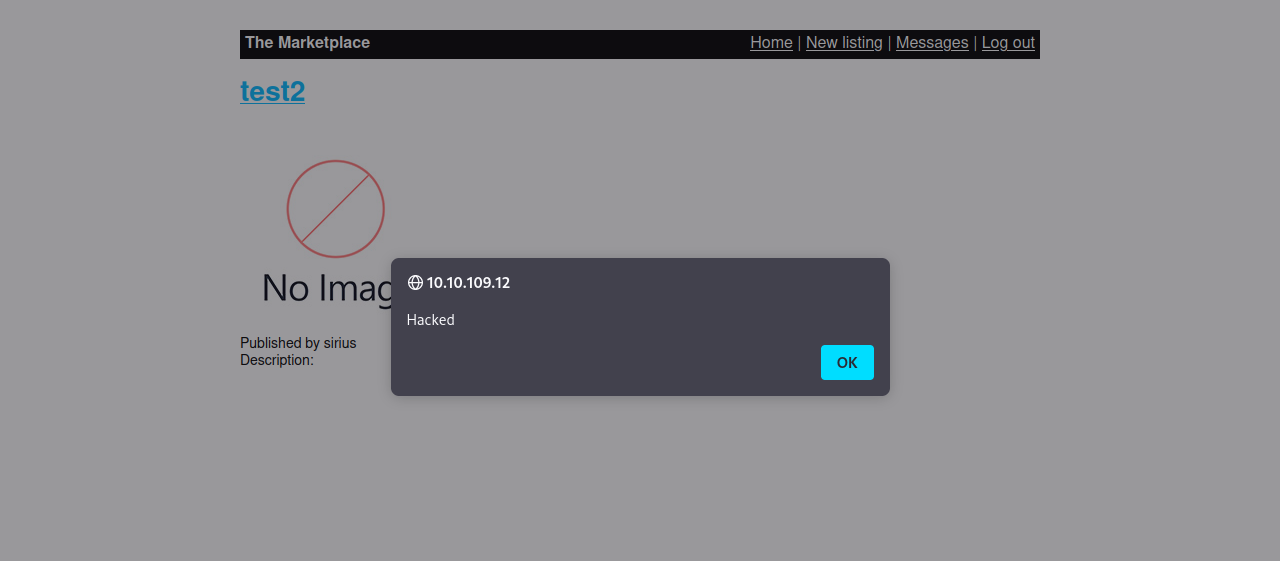 The Marketplace
Home | New listing | Messages | Log out
test2
10.10.109.12
Hacked
OK
No Imag
Published by sirius
Description: